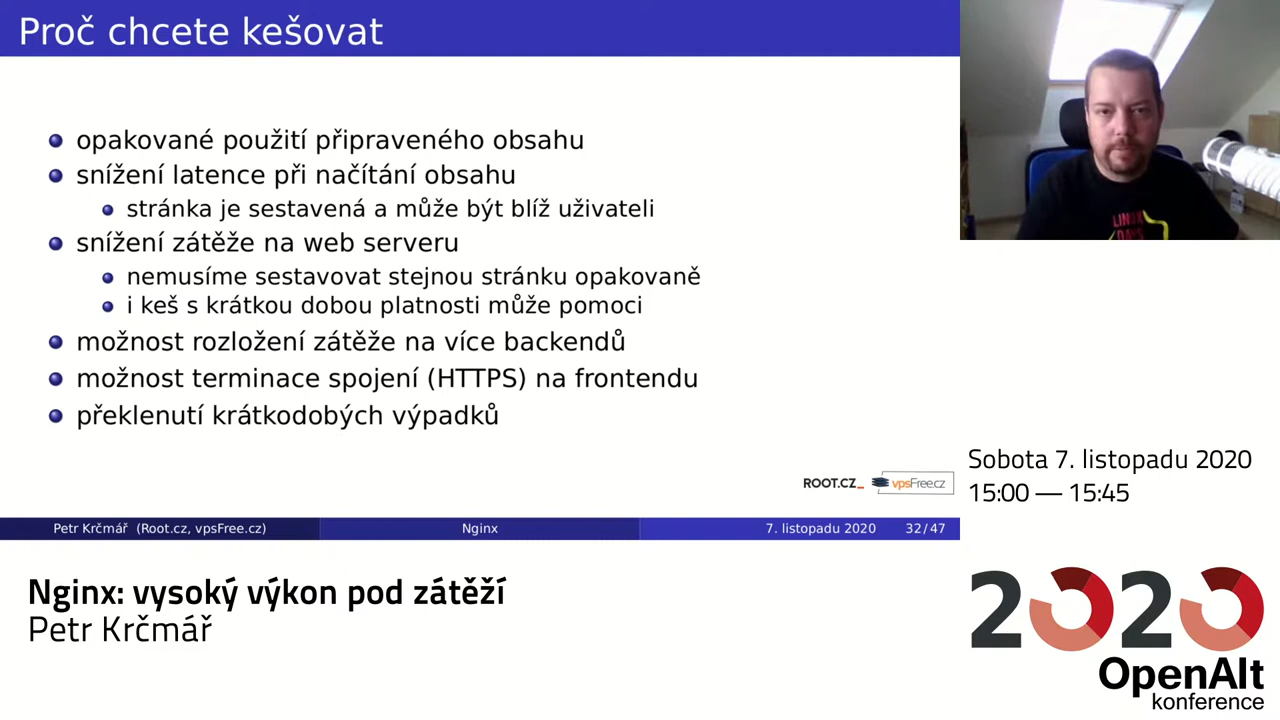 Proč chcete kešovat
opakované použití připraveného obsahu
snížení latence při načítání obsahu
stránka je sestavená a může být blíž uživateli
snížení zátěže na web serveru
nemusíme sestavovat stejnou stránku opakovaně
i keš s krátkou dobou platnosti může pomoci
možnost rozložení zátěže na více backendů
možnost terminace spojení (HTTPS) na frontendu
překlenutí krátkodobých výpadků
ROOT.CZ_ vpsFree.cz
Petr Krčmář (Root.cz, vpsFree.cz) Nginx 7. listopadu 2020 32/47
LINUX
DAYS
Sobota 7. listopadu 2020
15:00 — 15:45
Nginx: vysoký výkon pod zátěží
Petr Krčmář
2020
OpenAlt
konference